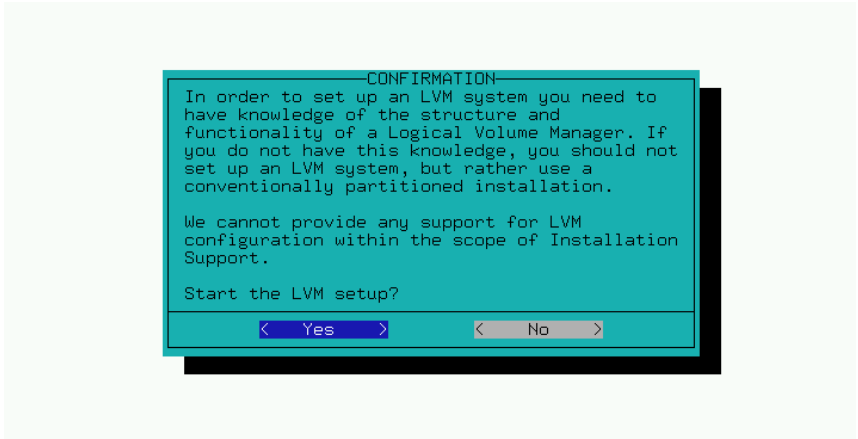 CONFIRMATION
In order to set up an LVM system you need to
have knowledge of the structure and
functionality of a Logical Volume Manager. If
you do not have this knowledge, you should not
set up an LVM system, but rather use a
conventionally partitioned installation.
We cannot provide any support for LVM
configuration within the scope of Installation
Support.
Start the LVM setup?
< Yes > < No >